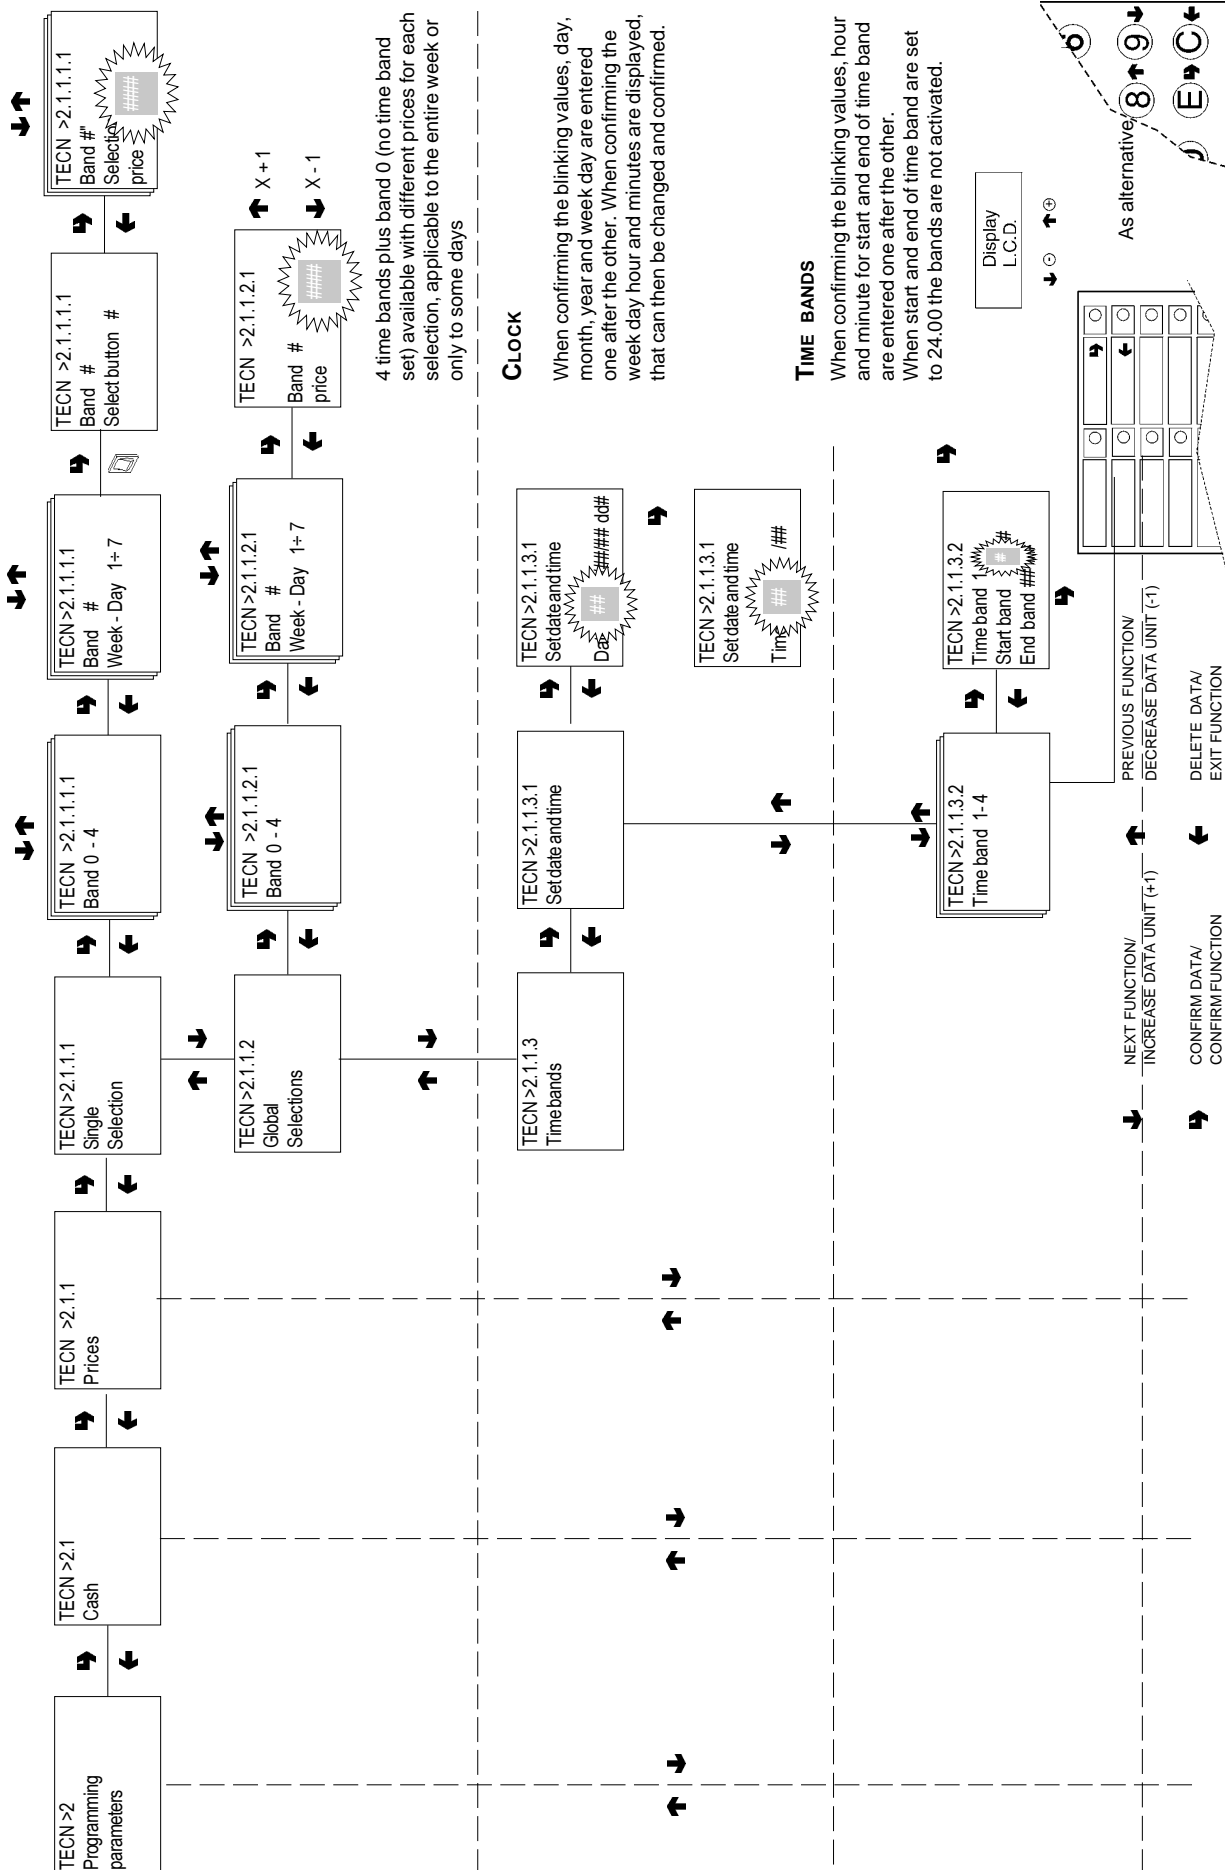 TECN >2
Programming
parameters
TECN >2.1
Cash
TECN >2.1.1
Prices
TECN >2.1.1.1
Single
Selection
TECN >2.1.1.1.1
Band 0 - 4
TECN >2.1.1.1.1
Band #
Week - Day 1÷ 7
TECN >2.1.1.1.1
Band #
Select button #
TECN >2.1.1.1.1
Band #"
price
####
TECN >2.1.1.2
Global
Selections
TECN >2.1.1.2.1
Band 0 - 4
TECN >2.1.1.2.1
Band #
Week - Day 1÷ 7
TECN >2.1.1.2.1
Band #
price
#####
X + 1
X - 1
4 time bands plus band 0 (no time band
set) available with different prices for each
selection, applicable to the entire week or
only to some days
TECN >2.1.1.3
Time bands
TECN >2.1.1.3.1
Set date and time
TECN >2.1.1.3.1
Set date and time
## ##/## dd#
TECN >2.1.1.3.1
Set date and time
## /##
CLOCK
When confirming the blinking values, day,
month, year and week day are entered
one after the other. When confirming the
week day hour and minutes are displayed,
that can then be changed and confirmed.
TECN >2.1.1.3.2
Time band 1- 4
TECN >2.1.1.3.2
Time band 1
Start band # #
End band
TIME BANDS
When confirming the blinking values, hour
and minute for start and end of time band
are entered one after the other.
When start and end of time band are set
to 24.00 the bands are not activated.
NEXT FUNCTION/
INCREASE DATA UNIT (+1)
PREVIOUS FUNCTION/
DECREASE DATA UNIT (-1)
CONFIRM DATA/
CONFIRM FUNCTION
DELETE DATA/
EXIT FUNCTION
Display
L.C.D.
As alternative
6
8 9
E C